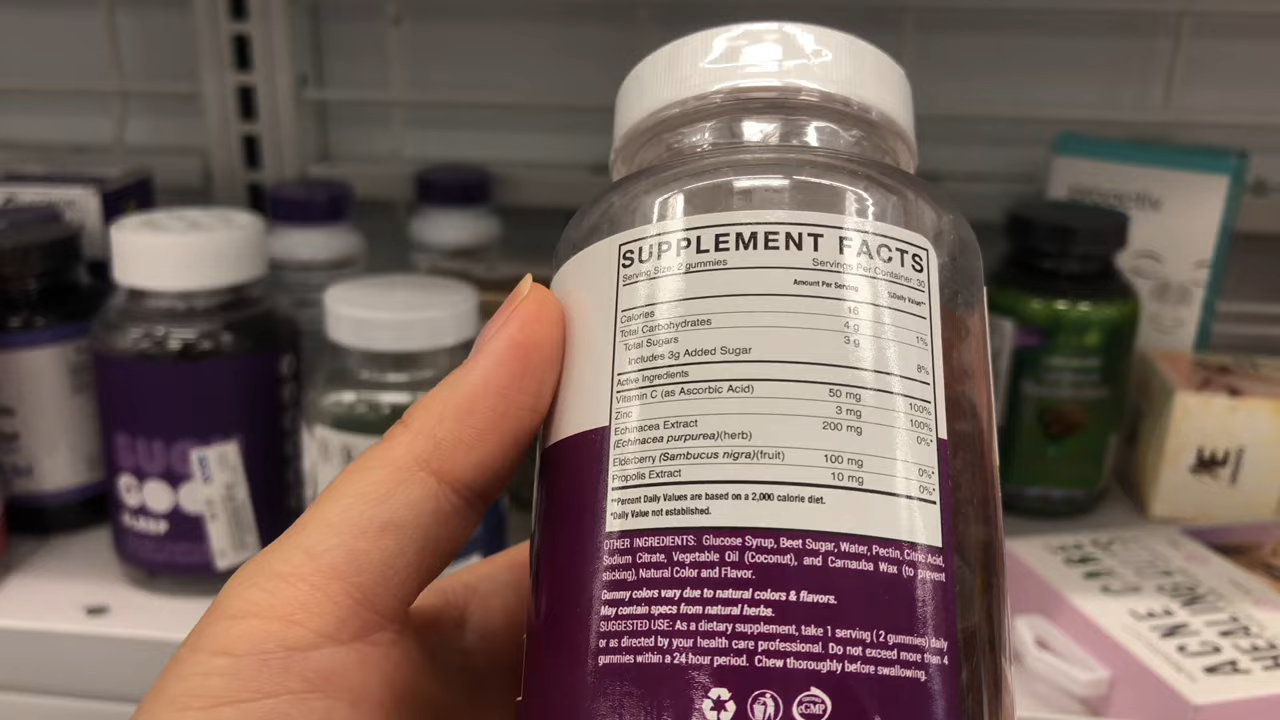 SUPPLEMENT FACTS
Serving Size: 2 gummies Servings Per Container: 30
Amount Per Serving %Daily Value**
Calories 16
Total Carbohydrates 4 g 1%
Total Sugars 3 g
Includes 3g Added Sugar 8%
Active Ingredients
Vitamin C (as Ascorbic Acid) 50 mg 100%
Zinc 3 mg 100%
Echinacea Extract 200 mg 0%*
(Echinacea purpurea)(herb)
Elderberry (Sambucus nigra)(fruit) 100 mg 0%*
Propolis Extract 10 mg 0%*
**Percent Daily Values are based on a 2,000 calorie diet.
*Daily Value not established.
OTHER INGREDIENTS: Glucose Syrup, Beet Sugar, Water, Pectin, Citric Acid,
Sodium Citrate, Vegetable Oil (Coconut), and Carnauba Wax (to prevent
sticking), Natural Color and Flavor.
Gummy colors vary due to natural colors & flavors.
May contain specs from natural herbs.
SUGGESTED USE: As a dietary supplement, take 1 serving ( 2 gummies) daily
or as directed by your health care professional. Do not exceed more than 4
gummies within a 24 hour period. Chew thoroughly before swallowing.
cGMP
SLEEP
ACNE CARE
HEALING